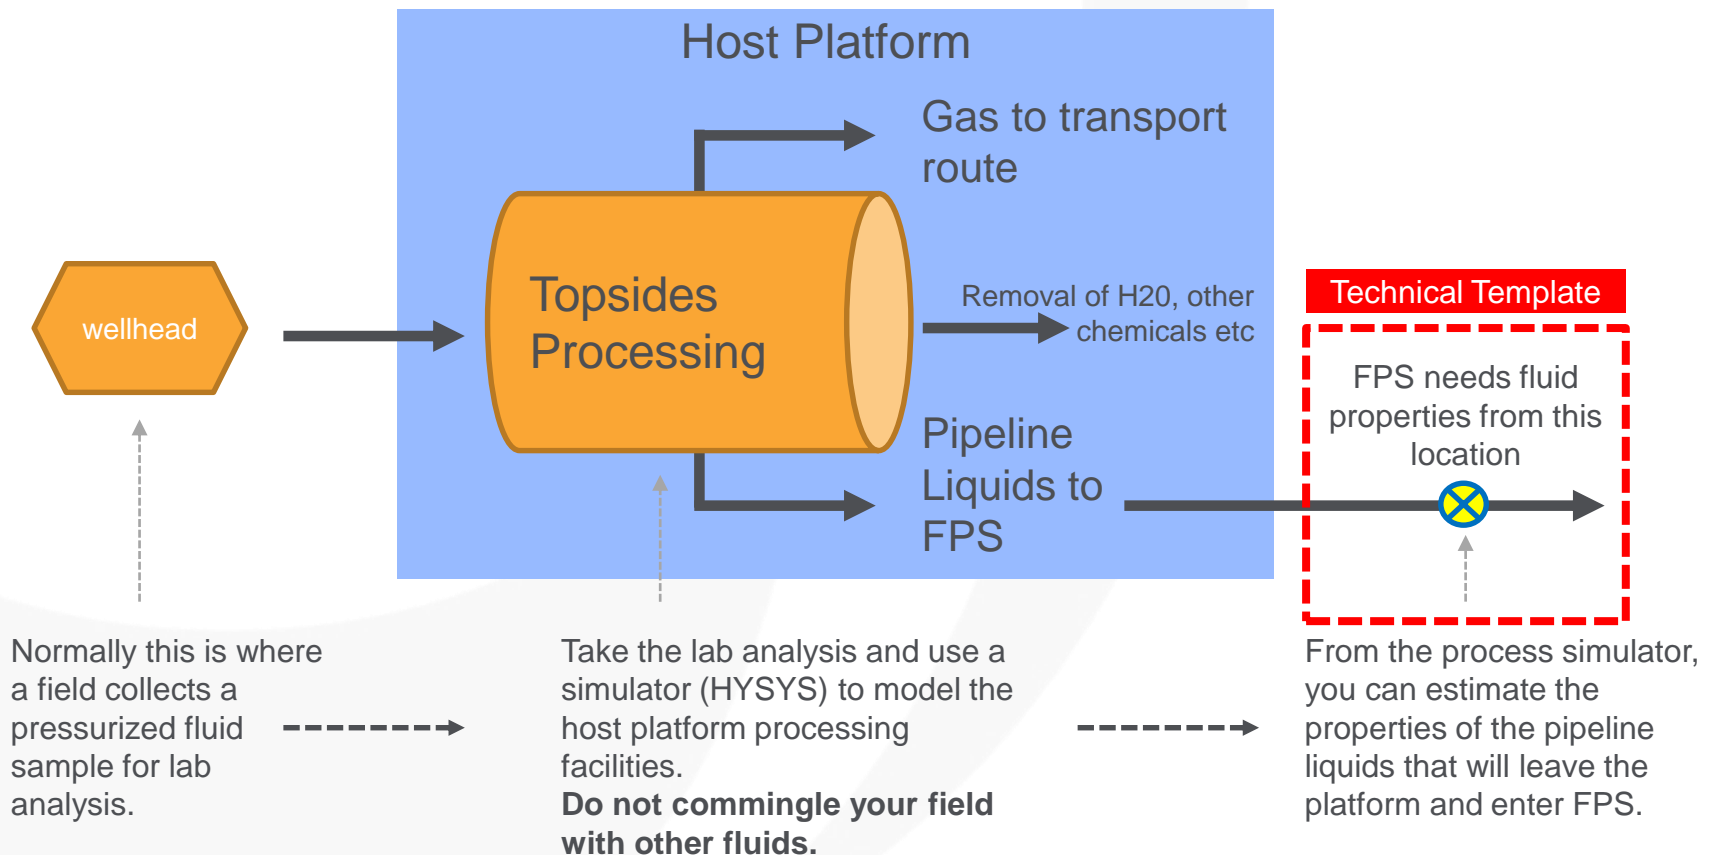 Host Platform
Gas to transport
route
Topsides
Processing
wellhead
Removal of H20, other
chemicals etc
Pipeline
Liquids to
FPS
Technical Template
FPS needs fluid
properties from this
location
Normally this is where
a field collects a
pressurized fluid
sample for lab
analysis.
Take the lab analysis and use a
simulator (HYSYS) to model the
host platform processing
facilities.
Do not commingle your field
with other fluids.
From the process simulator,
you can estimate the
properties of the pipeline
liquids that will leave the
platform and enter FPS.